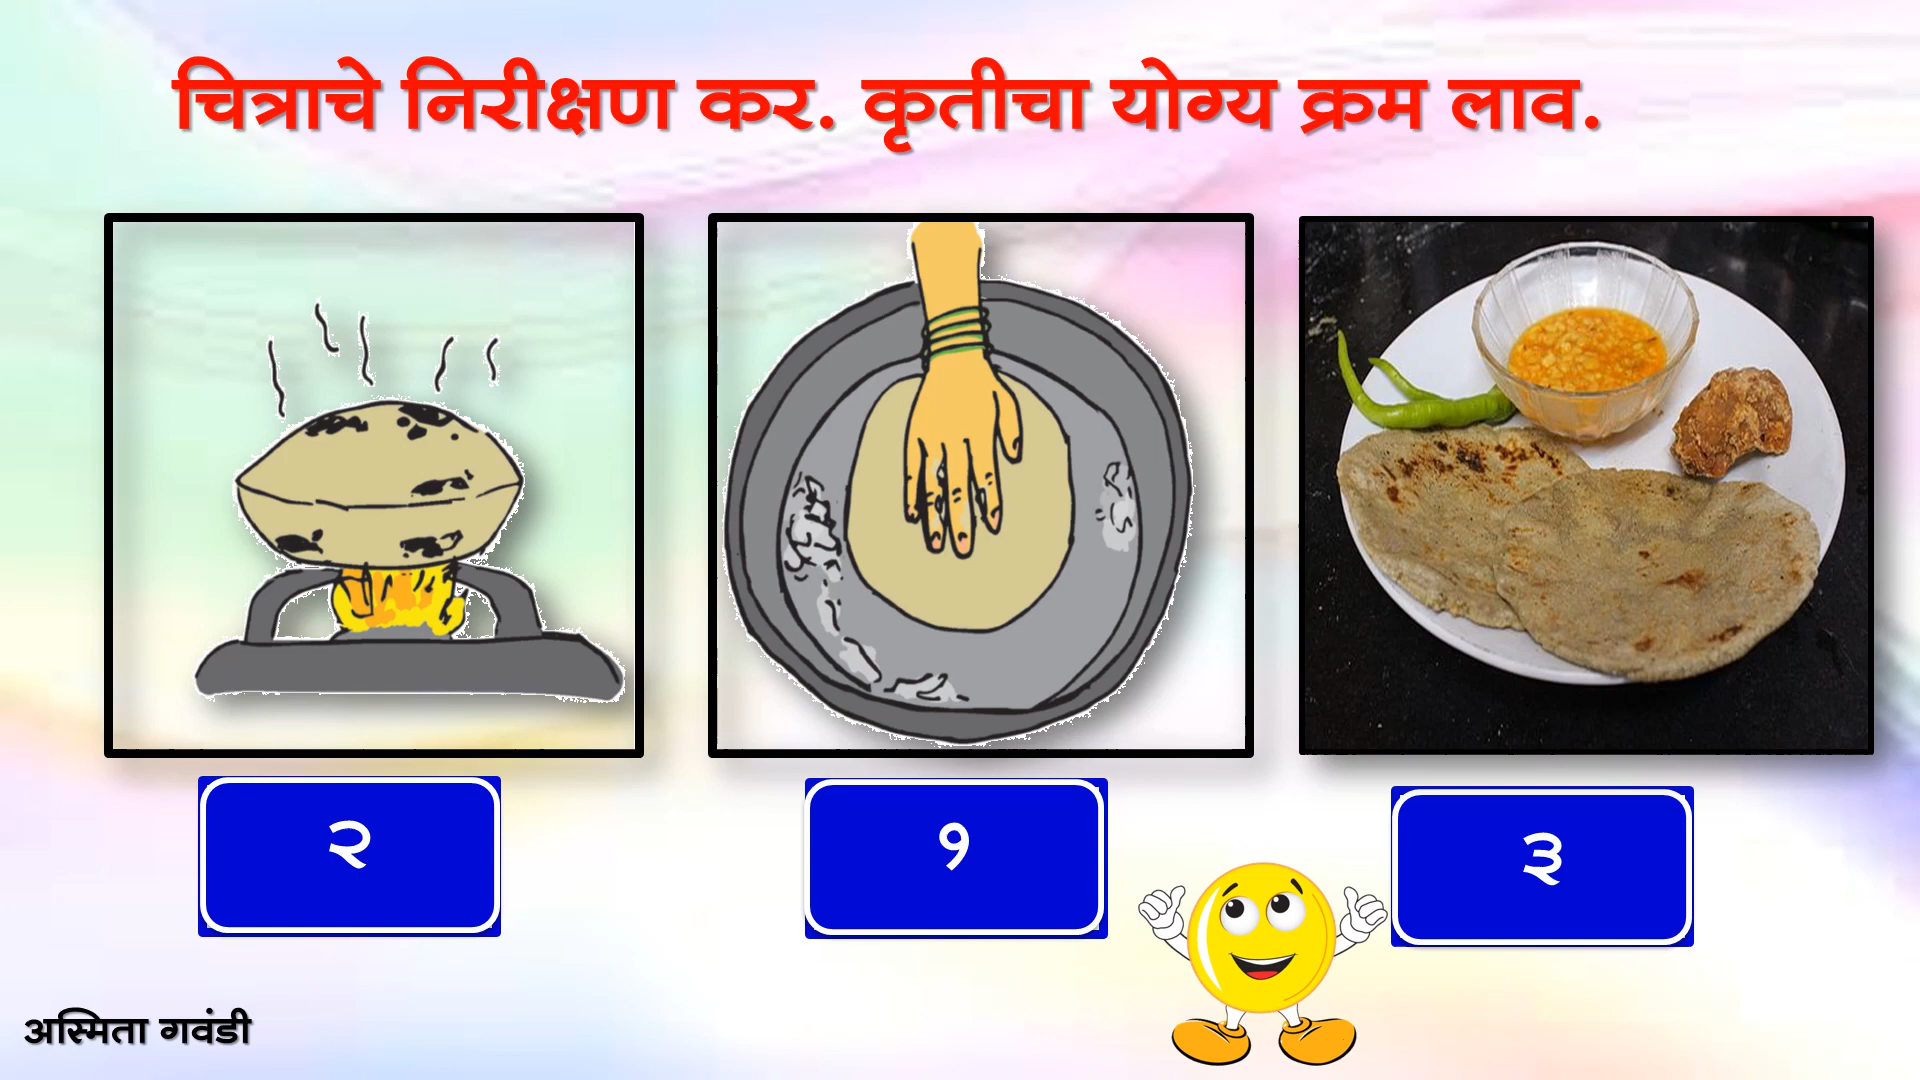 चित्राचे निरीक्षण कर. कृतीचा योग्य क्रम लाव.
२
१
३
अस्मिता गवंडी